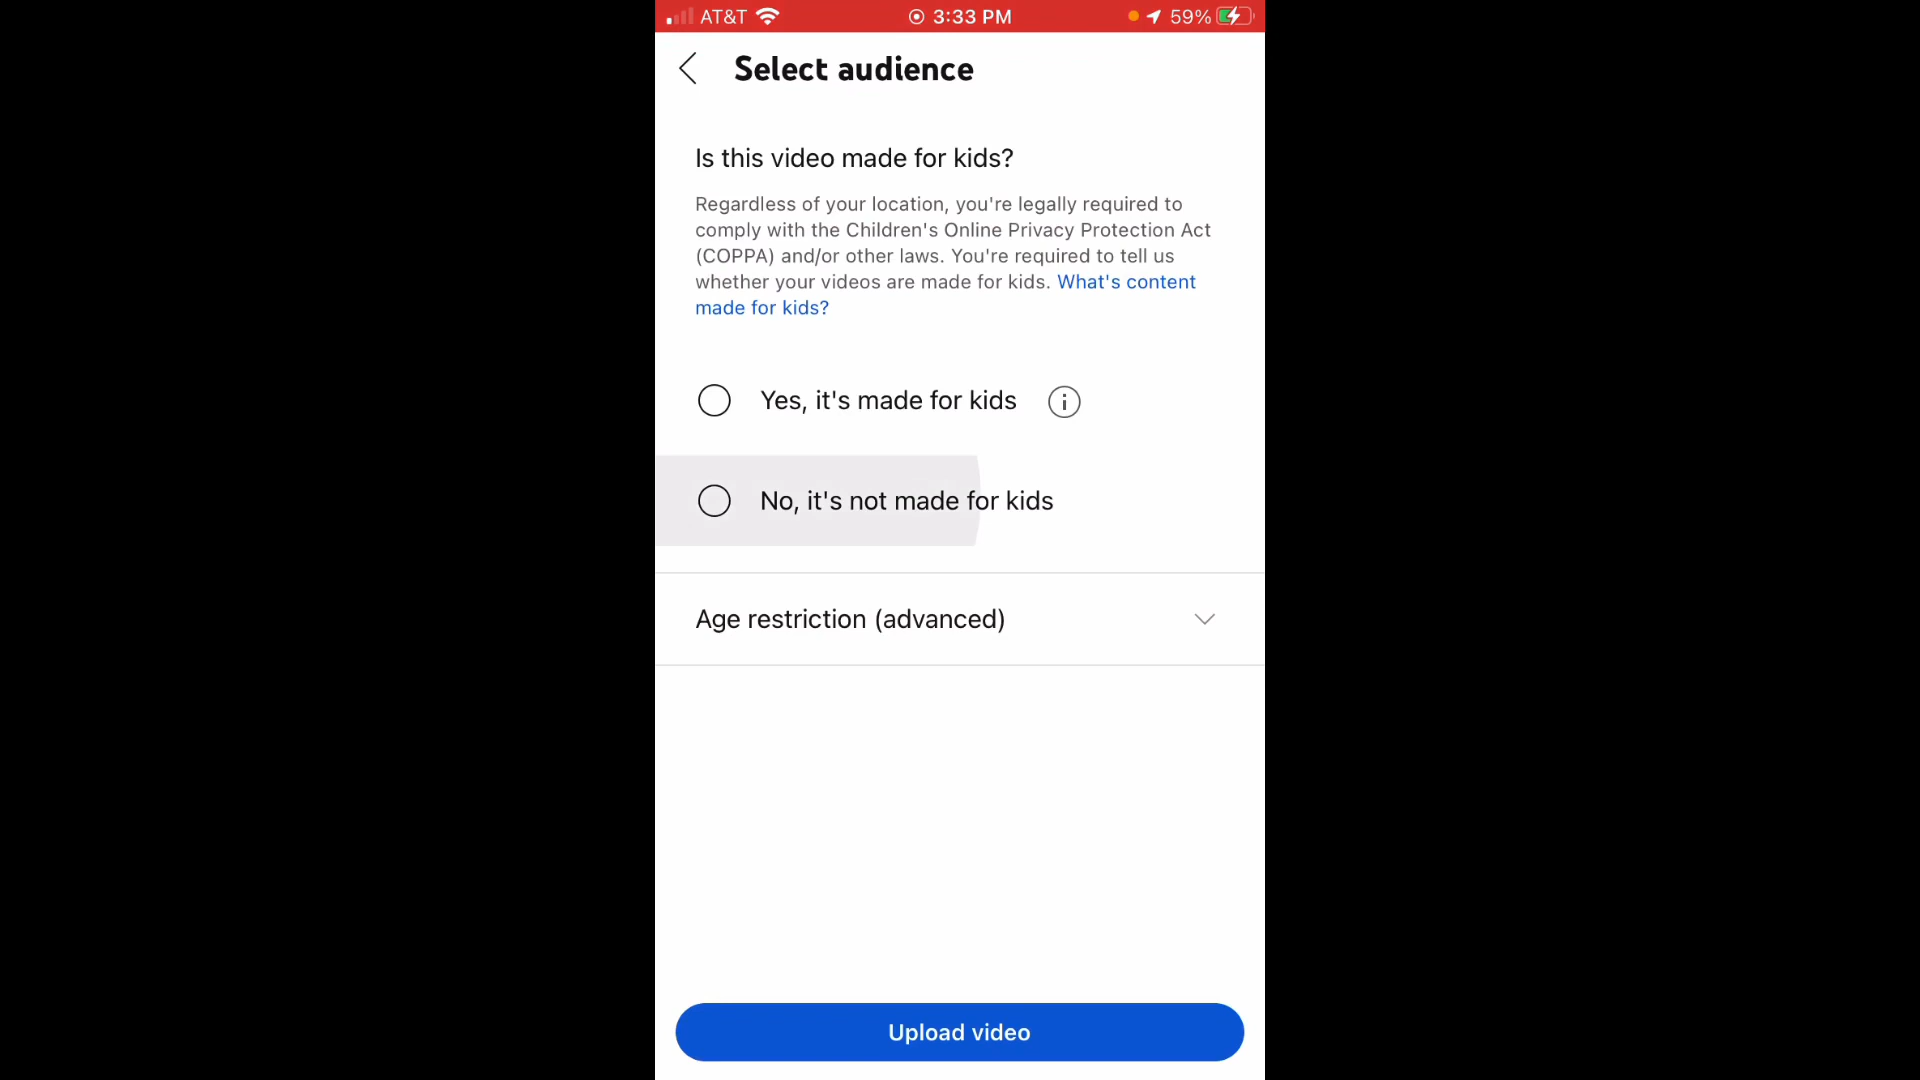 AT&T 3:33 PM 59%
Select audience
Is this video made for kids?
Regardless of your location, you're legally required to
comply with the Children's Online Privacy Protection Act
(COPPA) and/or other laws. You're required to tell us
whether your videos are made for kids. What's content
made for kids?
Yes, it's made for kids
No, it's not made for kids
Age restriction (advanced)
Upload video